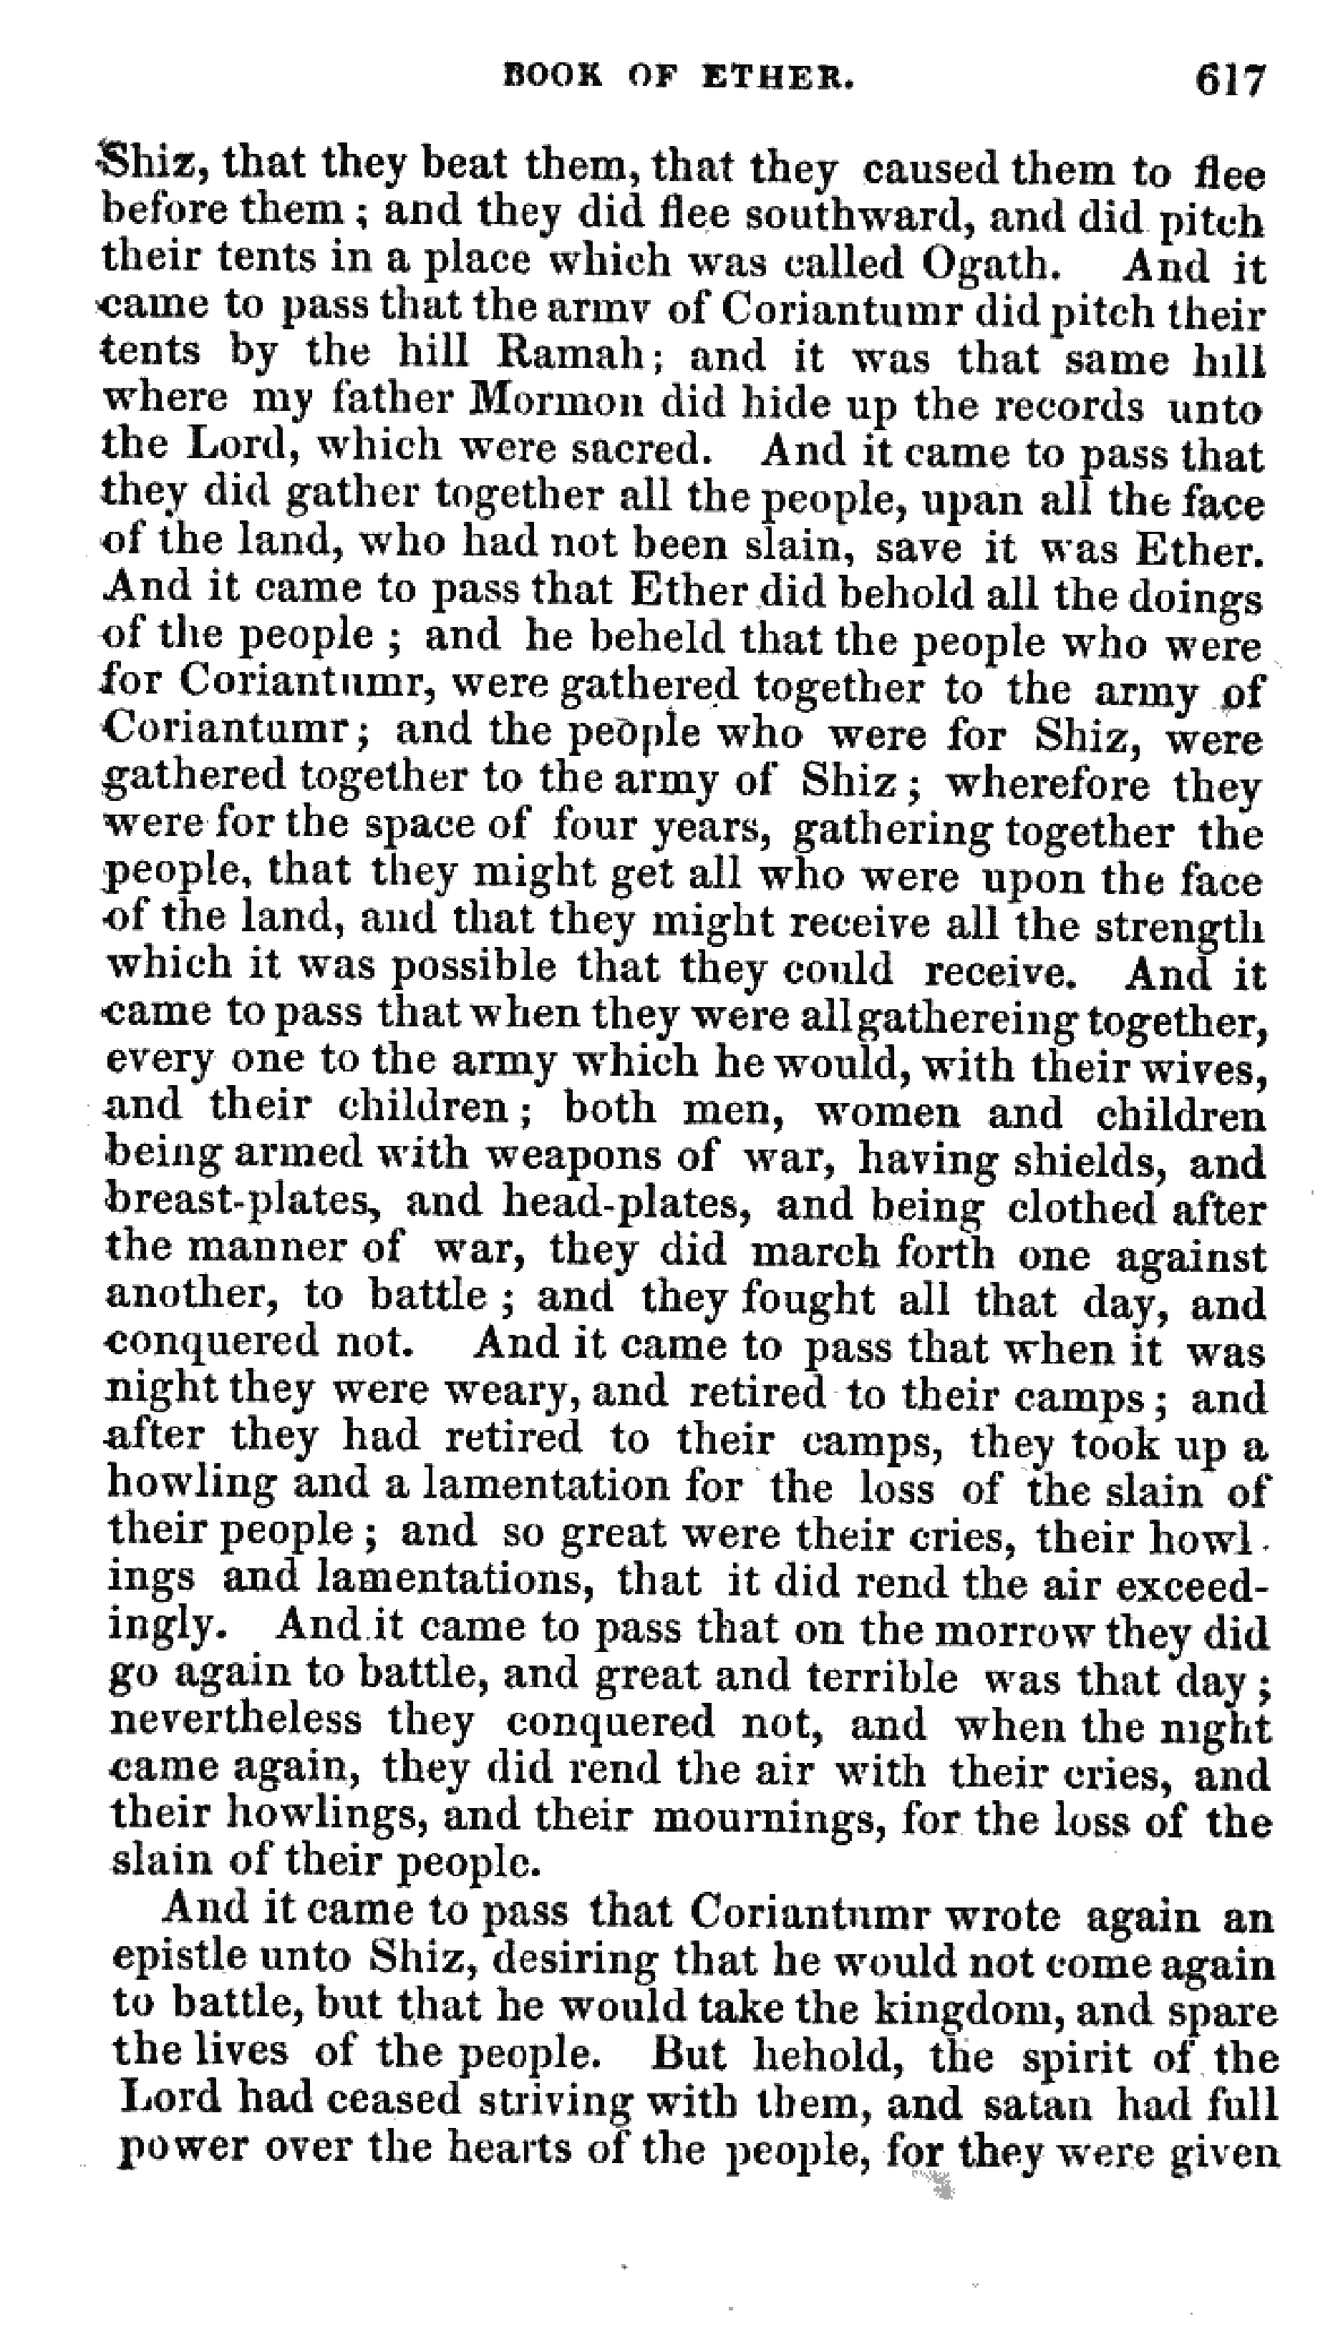 BOOK OF ETHER. 617
Shiz, that they beat them, that they caused them to flee
before them ; and they did flee southward, and did pitch
their tents in a place which was called Ogath. And it
came to pass that the army of Coriantumr did pitch their
tents by the hill Ramah; and it was that same hill
where my father Mormon did hide up the records unto
the Lord, which were sacred. And it came to pass that
they did gather together all the people, upan all the face
of the land, who had not been slain, save it was Ether.
And it came to pass that Ether did behold all the doings
of the people ; and he beheld that the people who were
for Coriantumr, were gathered together to the army of
Coriantumr; and the people who were for Shiz, were
gathered together to the army of Shiz ; wherefore they
were for the space of four years, gathering together the
people, that they might get all who were upon the face
of the land, and that they might receive all the strength
which it was possible that they could receive. And it
came to pass that when they were all gathereing together,
every one to the army which he would, with their wives,
and their children ; both men, women and children
being armed with weapons of war, having shields, and
breast-plates, and head-plates, and being clothed after
the manner of war, they did march forth one against
another, to battle ; and they fought all that day, and
conquered not. And it came to pass that when it was
night they were weary, and retired to their camps ; and
after they had retired to their camps, they took up a
howling and a lamentation for the loss of the slain of
their people ; and so great were their cries, their howl-
ings and lamentations, that it did rend the air exceed-
ingly. And it came to pass that on the morrow they did
go again to battle, and great and terrible was that day ;
nevertheless they conquered not, and when the night
came again, they did rend the air with their cries, and
their howlings, and their mournings, for the loss of the
slain of their people.
And it came to pass that Coriantumr wrote again an
epistle unto Shiz, desiring that he would not come again
to battle, but that he would take the kingdom, and spare
the lives of the people. But hehold, the spirit of the
Lord had ceased striving with them, and satan had full
power over the hearts of the people, for they were given